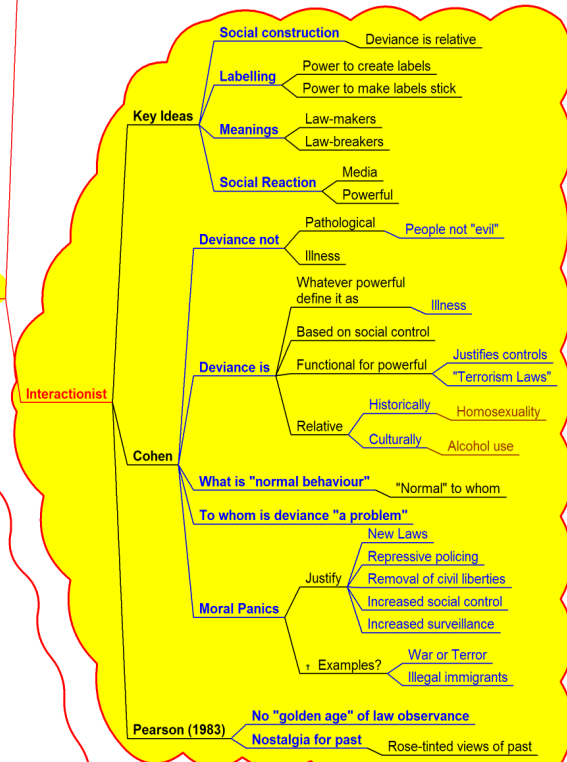 Social construction
Deviance is relative
Power to create labels
Labelling
Power to make labels stick
Key Ideas
Law-makers
Meanings
Law-breakers
Media
Social Reaction
Powerful
Pathological
People not "evil"
Deviance not
Illness
Whatever powerful
define it as
Illness
Based on social control
Deviance is
Functional for powerful
Justifies controls
"Terrorism Laws"
Relative
Historically
Homosexuality
Culturally
Alcohol use
Interactionist
Cohen
What is "normal behaviour"
"Normal" to whom
To whom is deviance "a problem"
New Laws
Repressive policing
Justify
Removal of civil liberties
Increased social control
Increased surveillance
Moral Panics
† Examples?
War or Terror
Illegal immigrants
Pearson (1983)
No "golden age" of law observance
Nostalgia for past
Rose-tinted views of past